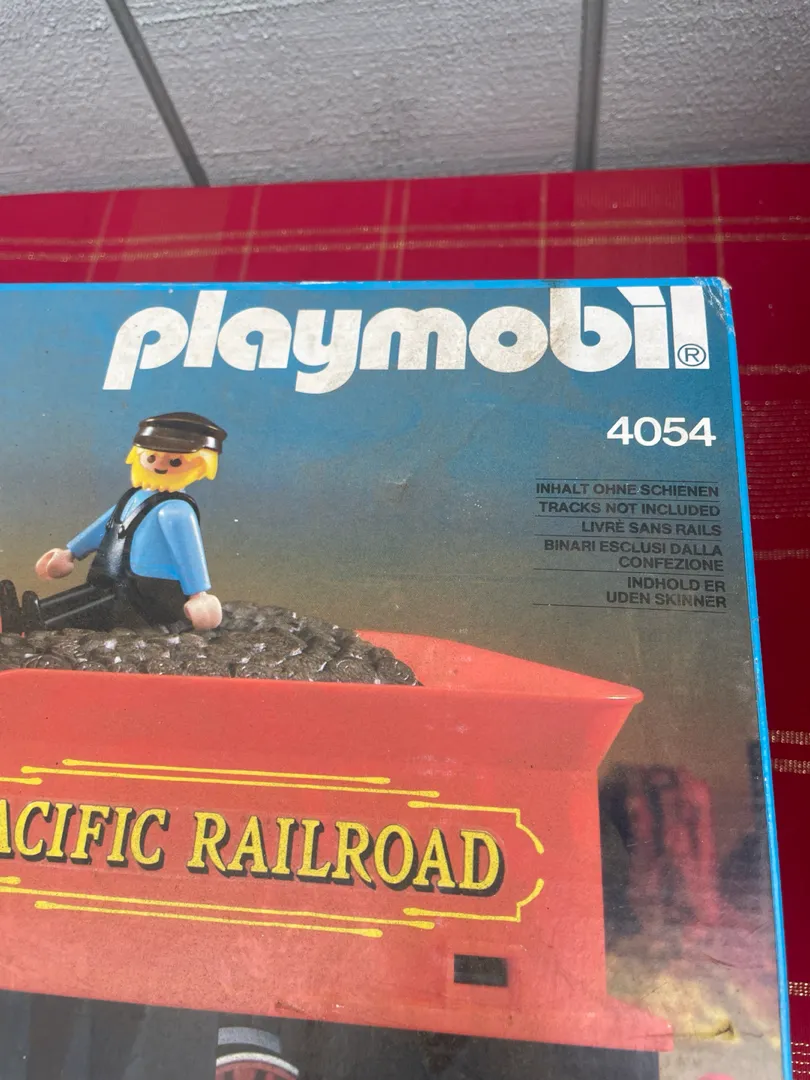 playmobil®
4054
INHALT OHNE SCHIENEN
TRACKS NOT INCLUDED
LIVRÈ SANS RAILS
BINARI ESCLUSI DALLA
CONFEZIONE
INDHOLD ER
UDEN SKINNER
ACIFIC RAILROAD